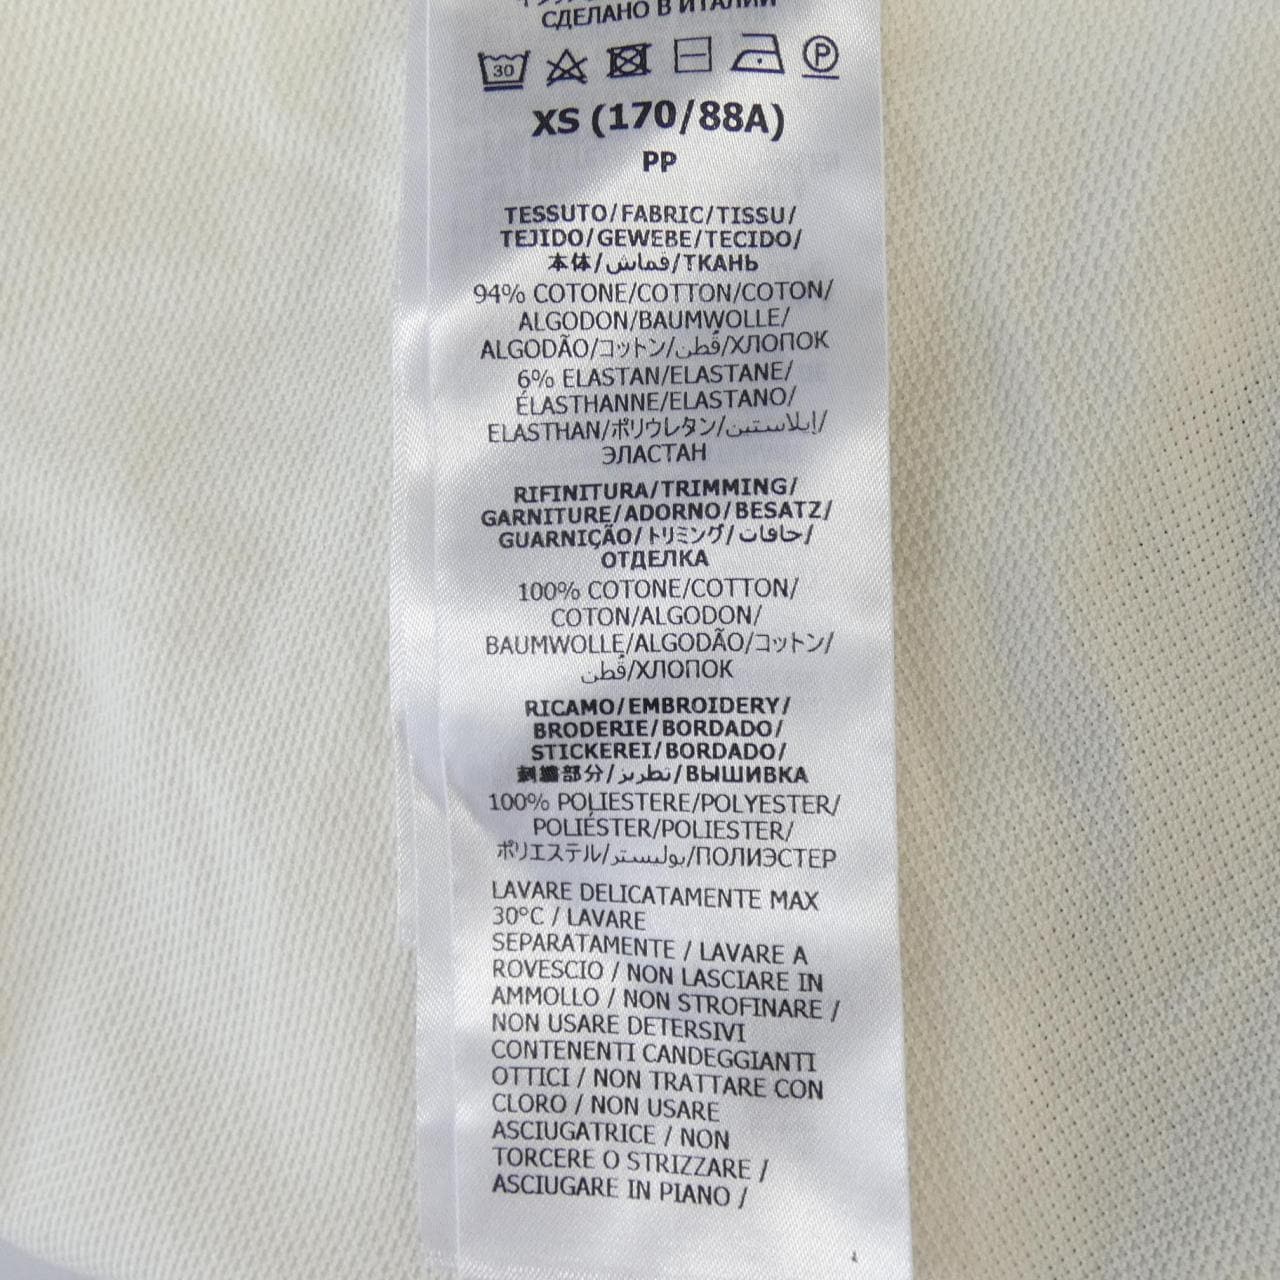 СДЕЛАНО В ИТАЛИИ
30 P
XS (170/88A)
PP
TESSUTO/FABRIC/TISSU/
TEJIDO/GEWEBE/TECIDO/
本体/قماش/ТКАНЬ
94% COTONE/COTTON/COTON/
ALGODON/BAUMWOLLE/
ALGODÃO/コットン/قطن/ХЛОПОК
6% ELASTAN/ELASTANE/
ÉLASTHANNE/ELASTANO/
ELASTHAN/ポリウレタン/إيلاستين/
ЭЛАСТАН
RIFINITURA/TRIMMING/
GARNITURE/ADORNO/BESATZ/
GUARNIÇÃO/トリミング/حافات/
ОТДЕЛКА
100% COTONE/COTTON/
COTON/ALGODON/
BAUMWOLLE/ALGODÃO/コットン/
قطن/ХЛОПОК
RICAMO/EMBROIDERY/
BRODERIE/BORDADO/
STICKEREI/BORDADO/
刺繍部分/تطريز/ВЫШИВКА
100% POLIESTERE/POLYESTER/
POLIÉSTER/POLIESTER/
ポリエステル/بوليستر/ПОЛИЭСТЕР
LAVARE DELICATAMENTE MAX
30°C / LAVARE
SEPARATAMENTE / LAVARE A
ROVESCIO / NON LASCIARE IN
AMMOLLO / NON STROFINARE /
NON USARE DETERSIVI
CONTENENTI CANDEGGIANTI
OTTICI / NON TRATTARE CON
CLORO / NON USARE
ASCIUGATRICE / NON
TORCERE O STRIZZARE /
ASCIUGARE IN PIANO /